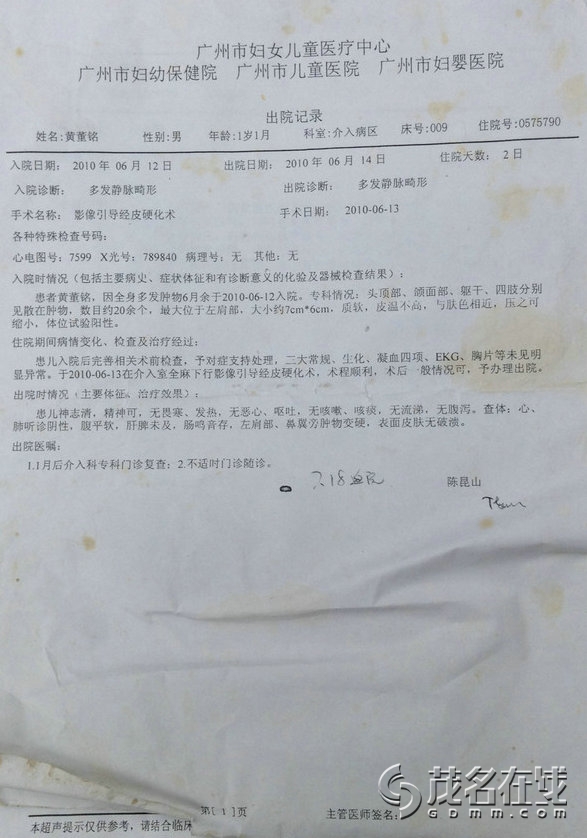 广州市妇女儿童医疗中心
广州市妇幼保健院 广州市儿童医院 广州市妇婴医院
出院记录
姓名:黄董铭 性别:男 年龄:1岁1月 科室:介入病区 床号:009 住院号:0575790
入院日期: 2010 年 06 月 12 日 出院日期: 2010 年 06 月 14 日 住院天数: 2 日
入院诊断: 多发静脉畸形 出院诊断: 多发静脉畸形
手术名称: 影像引导经皮硬化术 手术日期: 2010-06-13
各种特殊检查号码:
心电图号: 7599 X光号: 789840 病理号: 无 其他: 无
入院时情况（包括主要病史、症状体征和有诊断意义的化验及器械检查结果）:
患者黄董铭，因全身多发肿物6月余于2010-06-12入院。专科情况: 头顶部、颌面部、躯干、四肢分别
见散在肿物，数目约20余个，最大位于左肩部，大小约7cm*6cm，质软，皮温不高，与肤色相近，压之可
缩小，体位试验阳性。
住院期间病情变化、检查及治疗经过:
患儿入院后完善相关术前检查，予对症支持处理，三大常规、生化、凝血四项、EKG、胸片等未见明
显异常。于2010-06-13在介入室全麻下行影像引导经皮硬化术，术程顺利，术后一般情况可，予办理出院。
出院时情况（主要体征、治疗效果）:
患儿神志清，精神可，无畏寒、发热，无恶心、呕吐，无咳嗽、咳痰，无流涕，无腹泻。查体: 心、
肺听诊阴性，腹平软，肝脾未及，肠鸣音存，左肩部、鼻翼旁肿物变硬，表面皮肤无破溃。
出院医嘱:
1.1月后介入科专科门诊复查; 2.不适时门诊随诊。
陈昆山
第[ 1 ]页
主管医师签名:
本超声提示仅供参考，请结合临床
茂名在线
GDMM.COM